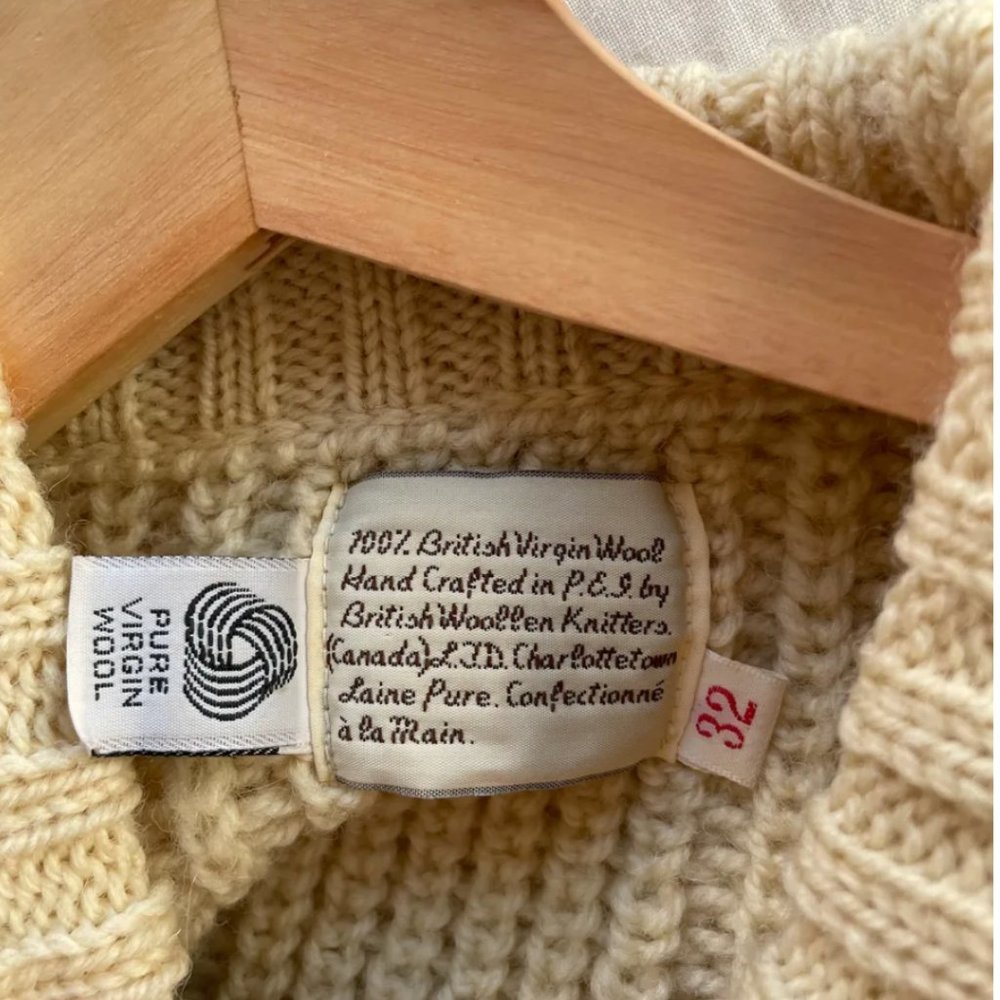 100% British Virgin Wool
Hand Crafted in P.E.I. by
British Woollen Knitters.
(Canada) LTD. Charlottetown
Laine Pure. Confectionné
à la Main.
PURE
VIRGIN
WOOL
32